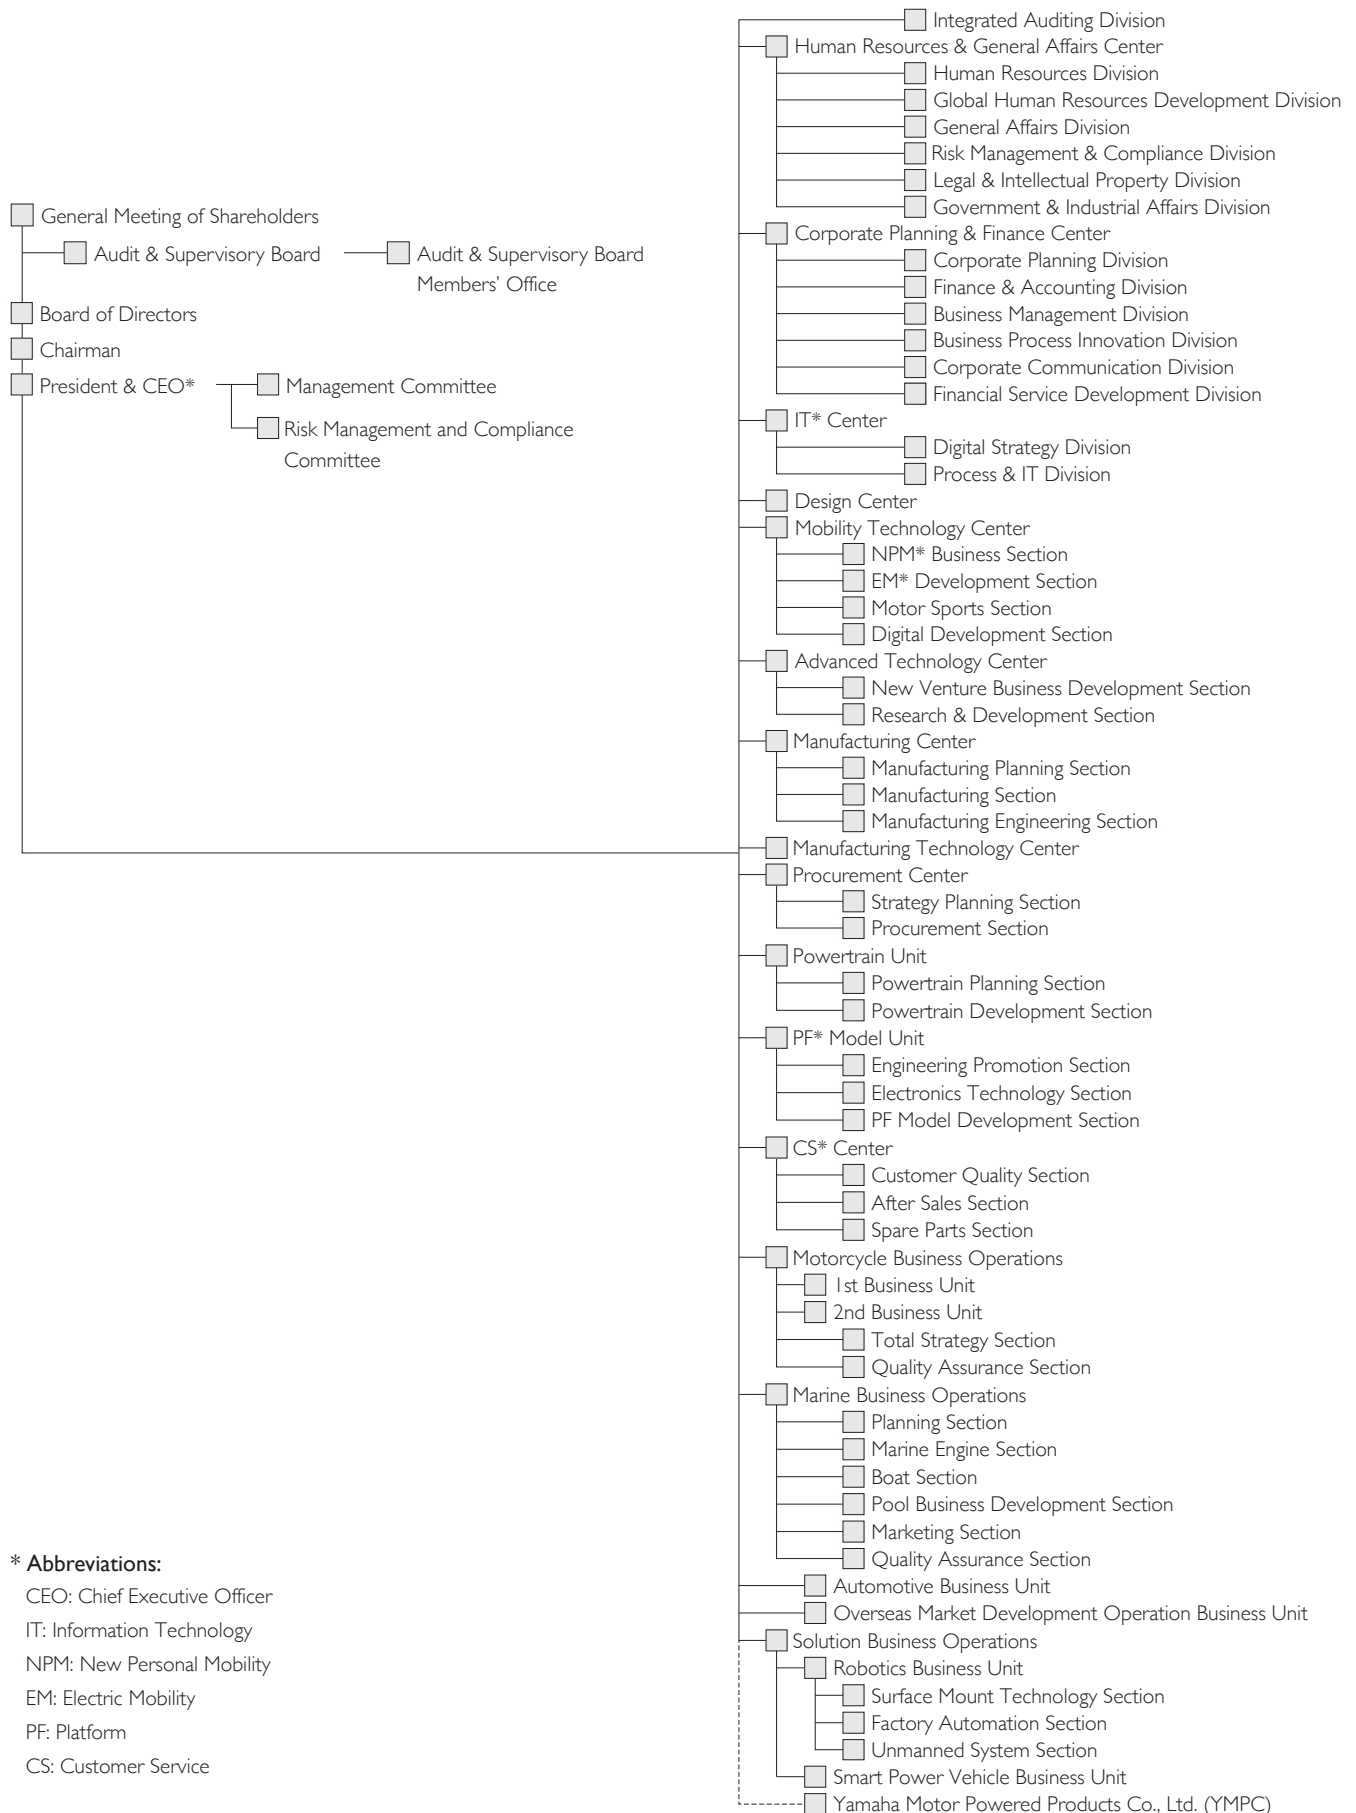 General Meeting of Shareholders
Audit & Supervisory Board
Audit & Supervisory Board
Members' Office
Board of Directors
Chairman
President & CEO*
Management Committee
Risk Management and Compliance
Committee
Integrated Auditing Division
Human Resources & General Affairs Center
Human Resources Division
Global Human Resources Development Division
General Affairs Division
Risk Management & Compliance Division
Legal & Intellectual Property Division
Government & Industrial Affairs Division
Corporate Planning & Finance Center
Corporate Planning Division
Finance & Accounting Division
Business Management Division
Business Process Innovation Division
Corporate Communication Division
Financial Service Development Division
IT* Center
Digital Strategy Division
Process & IT Division
Design Center
Mobility Technology Center
NPM* Business Section
EM* Development Section
Motor Sports Section
Digital Development Section
Advanced Technology Center
New Venture Business Development Section
Research & Development Section
Manufacturing Center
Manufacturing Planning Section
Manufacturing Section
Manufacturing Engineering Section
Manufacturing Technology Center
Procurement Center
Strategy Planning Section
Procurement Section
Powertrain Unit
Powertrain Planning Section
Powertrain Development Section
PF* Model Unit
Engineering Promotion Section
Electronics Technology Section
PF Model Development Section
CS* Center
Customer Quality Section
After Sales Section
Spare Parts Section
Motorcycle Business Operations
1st Business Unit
2nd Business Unit
Total Strategy Section
Quality Assurance Section
Marine Business Operations
Planning Section
Marine Engine Section
Boat Section
Pool Business Development Section
Marketing Section
Quality Assurance Section
Automotive Business Unit
Overseas Market Development Operation Business Unit
Solution Business Operations
Robotics Business Unit
Surface Mount Technology Section
Factory Automation Section
Unmanned System Section
Smart Power Vehicle Business Unit
Yamaha Motor Powered Products Co., Ltd. (YMPC)
* Abbreviations:
CEO: Chief Executive Officer
IT: Information Technology
NPM: New Personal Mobility
EM: Electric Mobility
PF: Platform
CS: Customer Service